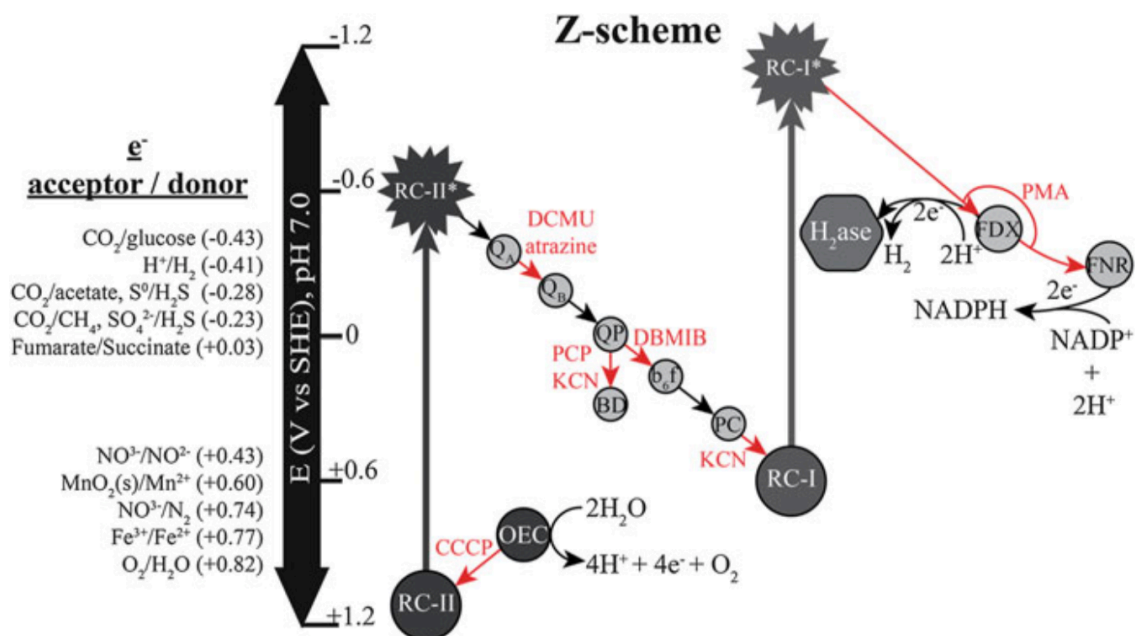 Z-scheme
-1.2
-0.6
0
+0.6
+1.2
E (V vs SHE), pH 7.0
e⁻
acceptor / donor
CO₂/glucose (-0.43)
H⁺/H₂ (-0.41)
CO₂/acetate, S⁰/H₂S (-0.28)
CO₂/CH₄, SO₄²⁻/H₂S (-0.23)
Fumarate/Succinate (+0.03)
NO³⁻/NO²⁻ (+0.43)
MnO₂(s)/Mn²⁺ (+0.60)
NO³⁻/N₂ (+0.74)
Fe³⁺/Fe²⁺ (+0.77)
O₂/H₂O (+0.82)
RC-II*
DCMU
atrazine
Q_A
Q_B
QP
DBMIB
PCP
KCN
BD
b₆f
PC
KCN
RC-I
RC-II
CCCP
OEC
2H₂O
4H⁺ + 4e⁻ + O₂
RC-I*
PMA
FDX
2e⁻
H₂ase
H₂
2H⁺
FNR
2e⁻
NADPH
NADP⁺
+
2H⁺